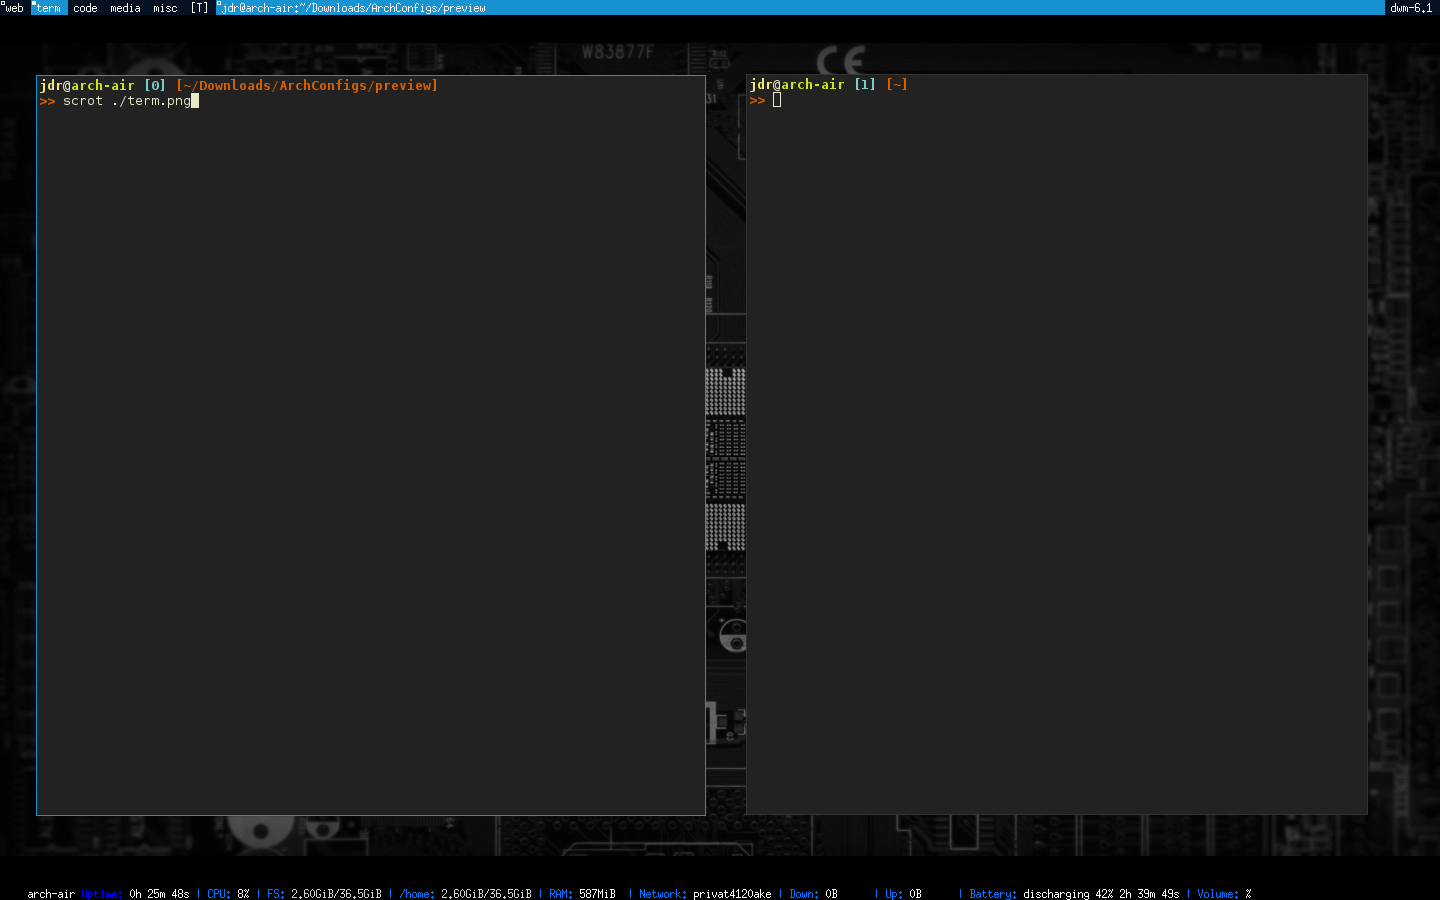 web term code media misc [T] jdr@arch-air:~/Downloads/ArchConfigs/preview dwm-6.1
W83877F
CE
31
jdr@arch-air [0] [~/Downloads/ArchConfigs/preview]
>> scrot ./term.png
jdr@arch-air [1] [~]
>>
arch-air Uptime: 0h 25m 48s | CPU: 8% | FS: 2.60GiB/36.5GiB | /home: 2.60GiB/36.5GiB | RAM: 587MiB | Network: privat4120ake | Down: 0B | Up: 0B | Battery: discharging 42% 2h 39m 49s | Volume: %